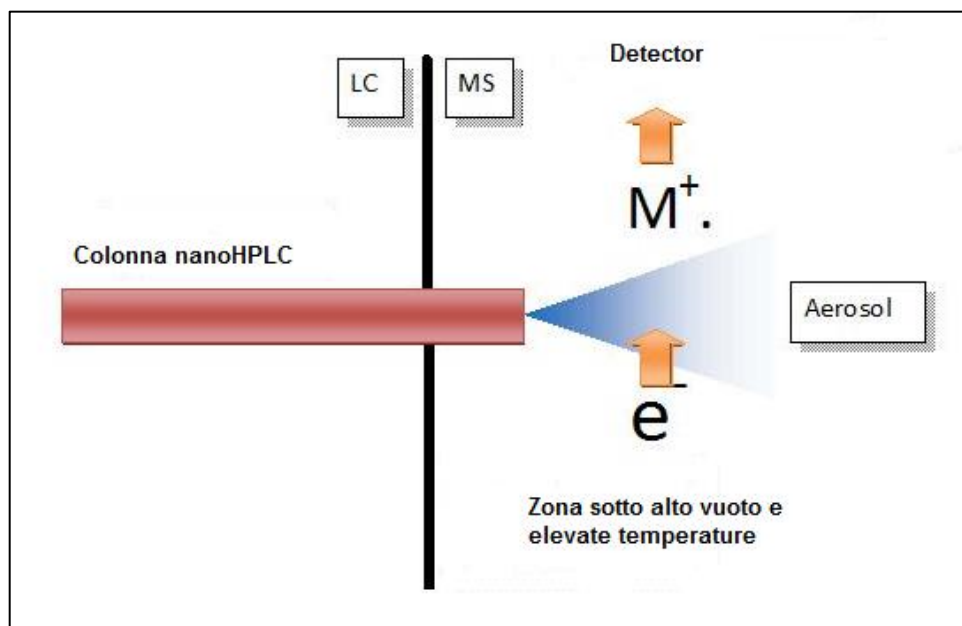 Detector
LC
MS
M⁺.
Colonna nanoHPLC
Aerosol
e⁻
Zona sotto alto vuoto e
elevate temperature